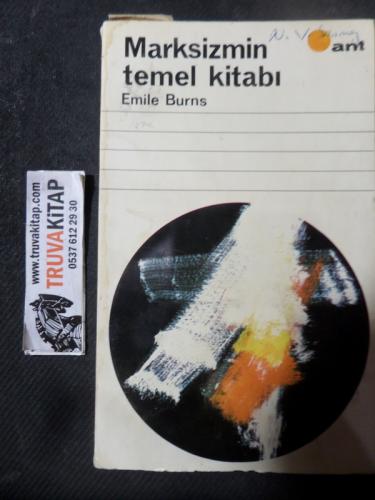 Marksizmin
temel kitabı
Emile Burns
ant
www.truvakitap.com
TRUVAKİTAP
0537 612 29 30